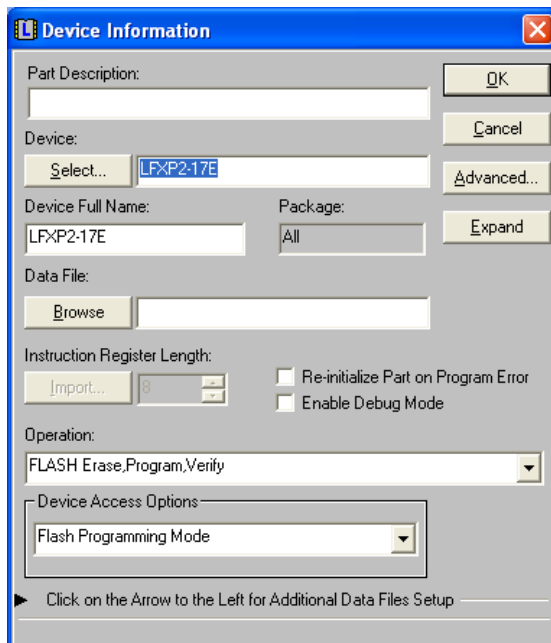 Device Information
Part Description:
OK
Device:
Cancel
Select... LFXP2-17E
Advanced...
Device Full Name: Package:
LFXP2-17E All
Expand
Data File:
Browse
Instruction Register Length:
Import... 8
Re-initialize Part on Program Error
Enable Debug Mode
Operation:
FLASH Erase,Program,Verify
Device Access Options
Flash Programming Mode
Click on the Arrow to the Left for Additional Data Files Setup